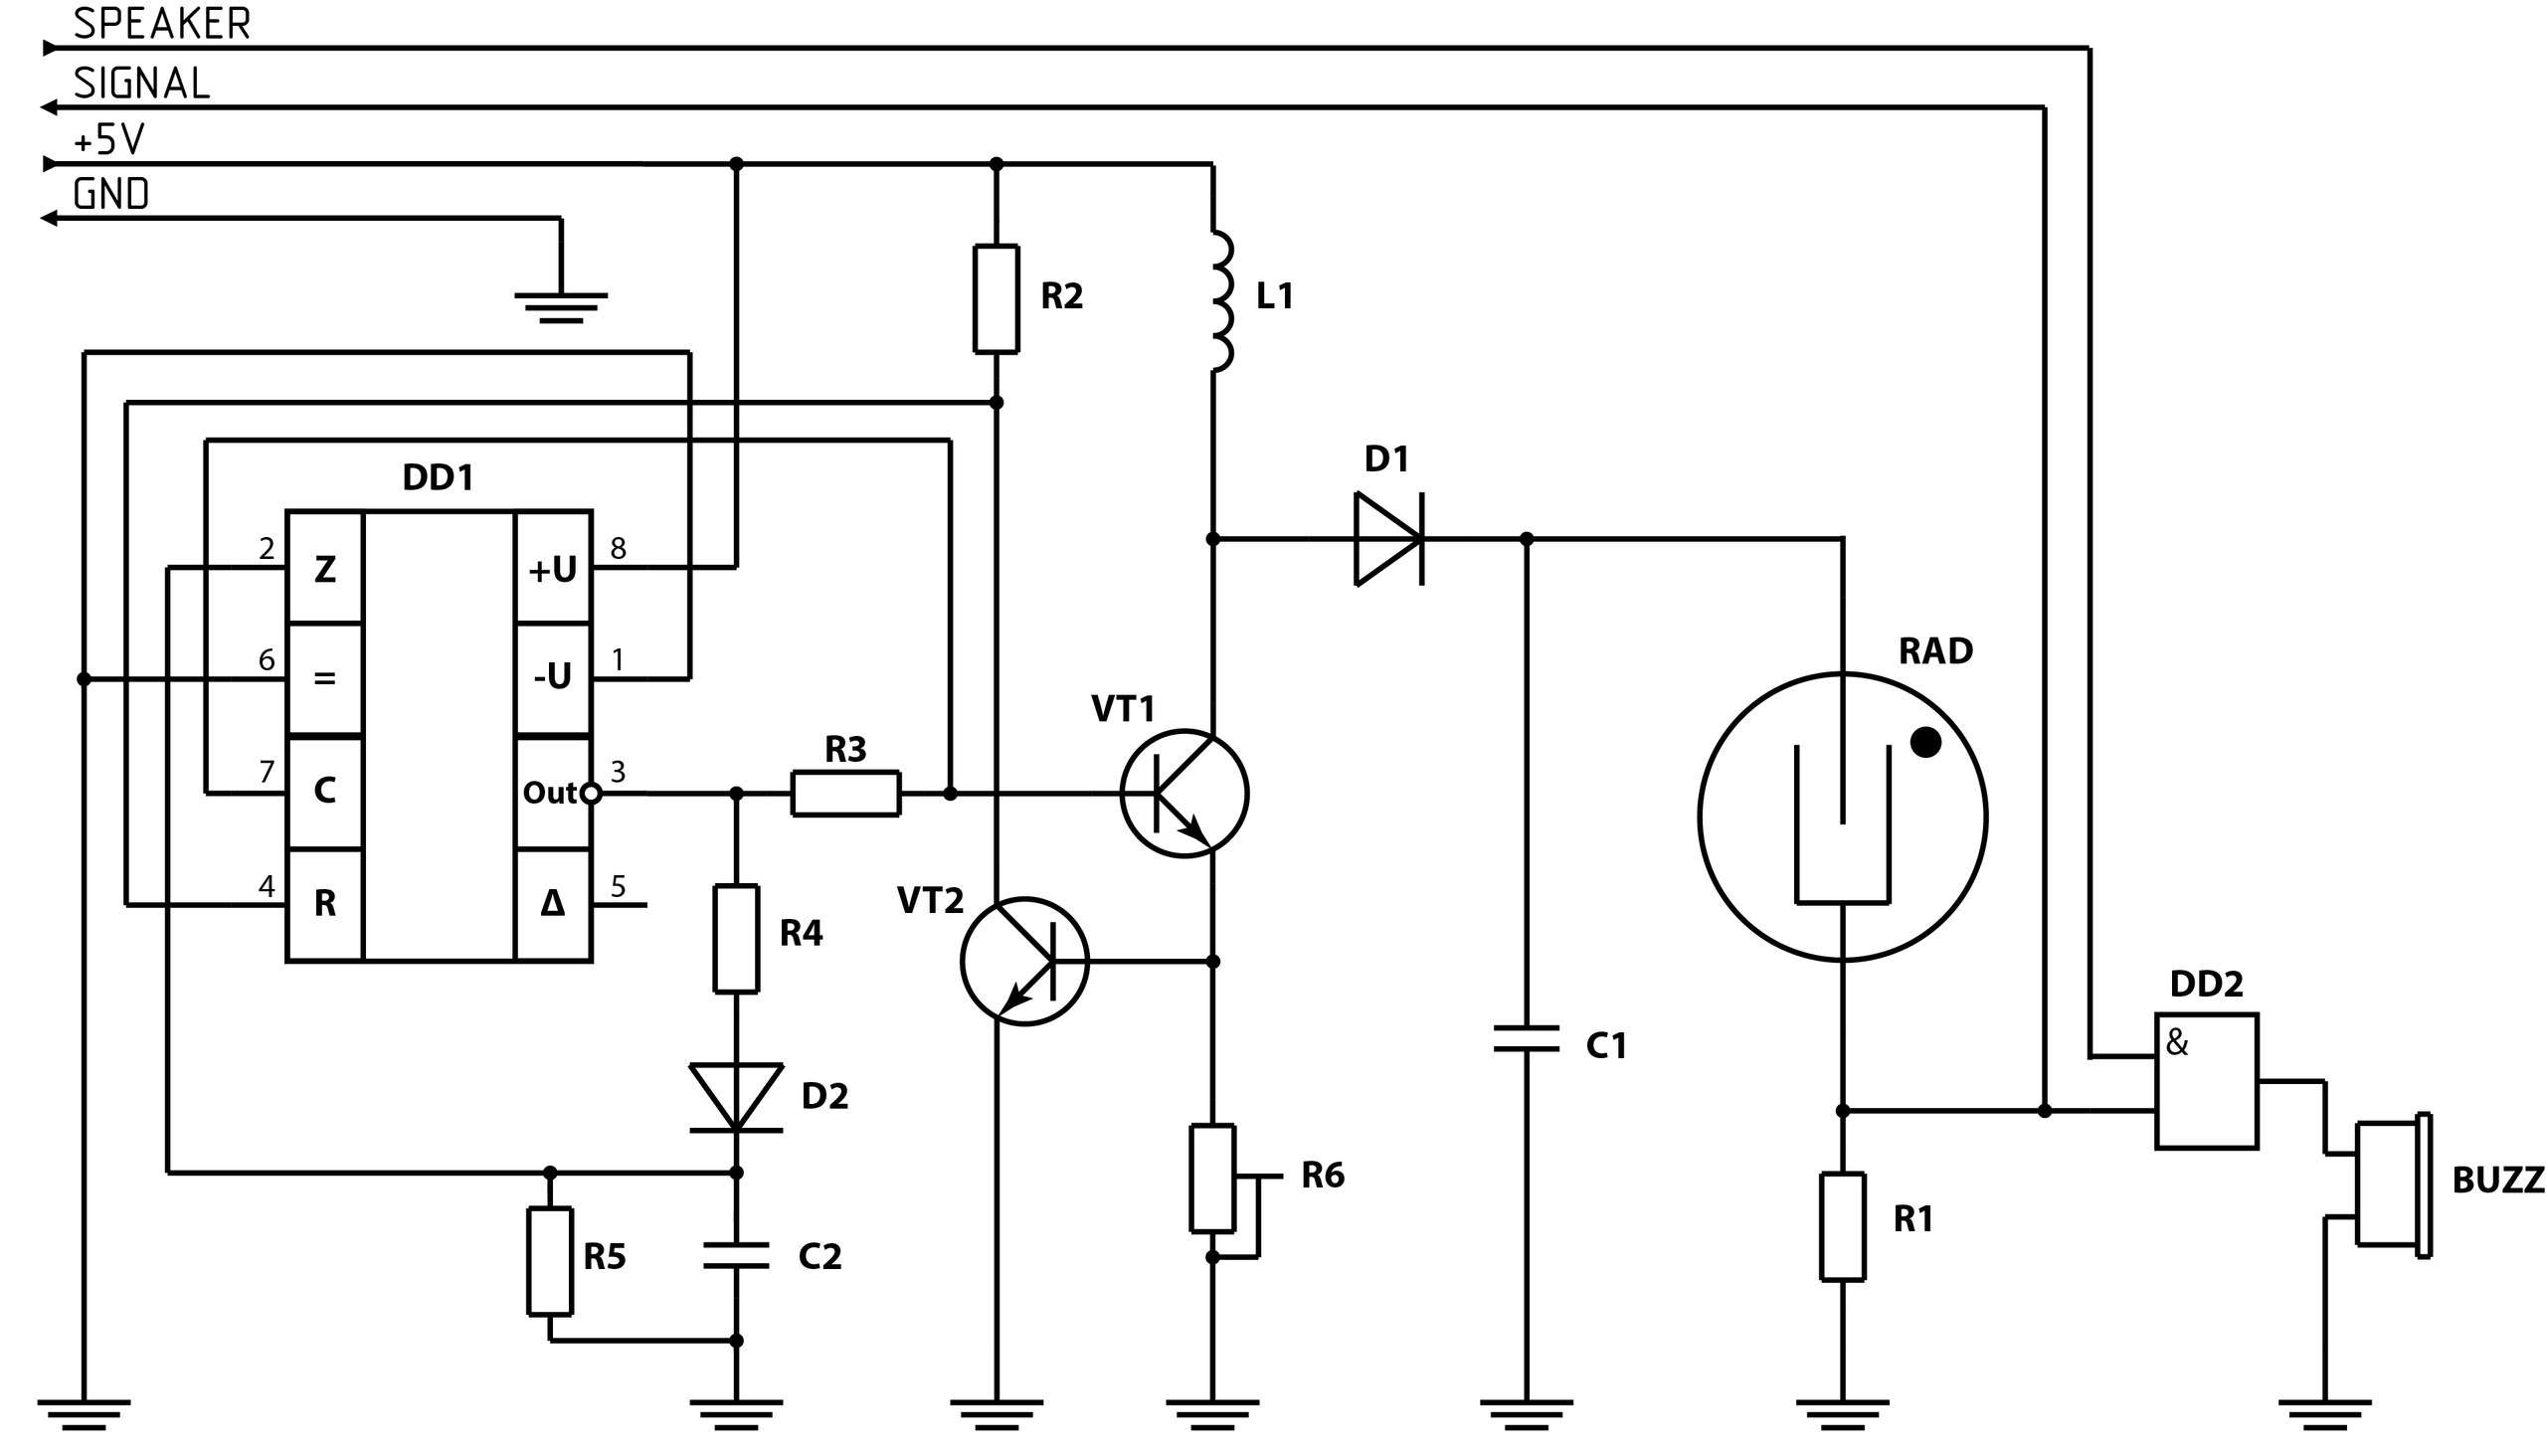 SPEAKER
SIGNAL
+5V
GND
R2
L1
DD1
D1
2 Z +U 8
6 = -U 1
7 C Out 3
4 R Δ 5
R3
VT1
RAD
VT2
R4
D2
DD2
&
C1
R6
BUZZ
R1
R5
C2